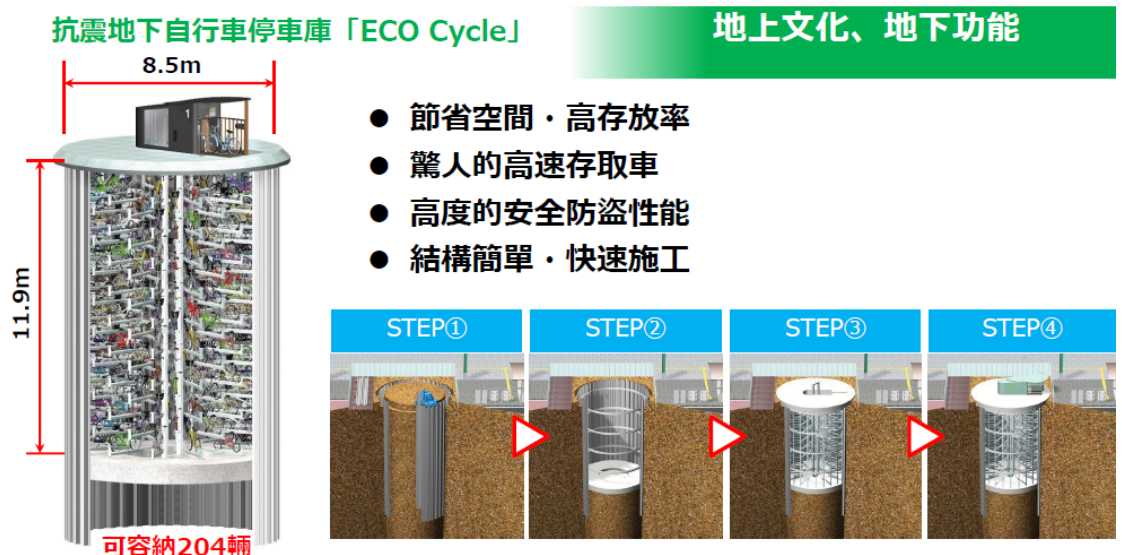 抗震地下自行車停車庫「ECO Cycle」
地上文化、地下功能
8.5m
1
11.9m
可容納204輛
● 節省空間・高存放率
● 驚人的高速存取車
● 高度的安全防盜性能
● 結構簡單・快速施工
STEP①
STEP②
STEP③
STEP④